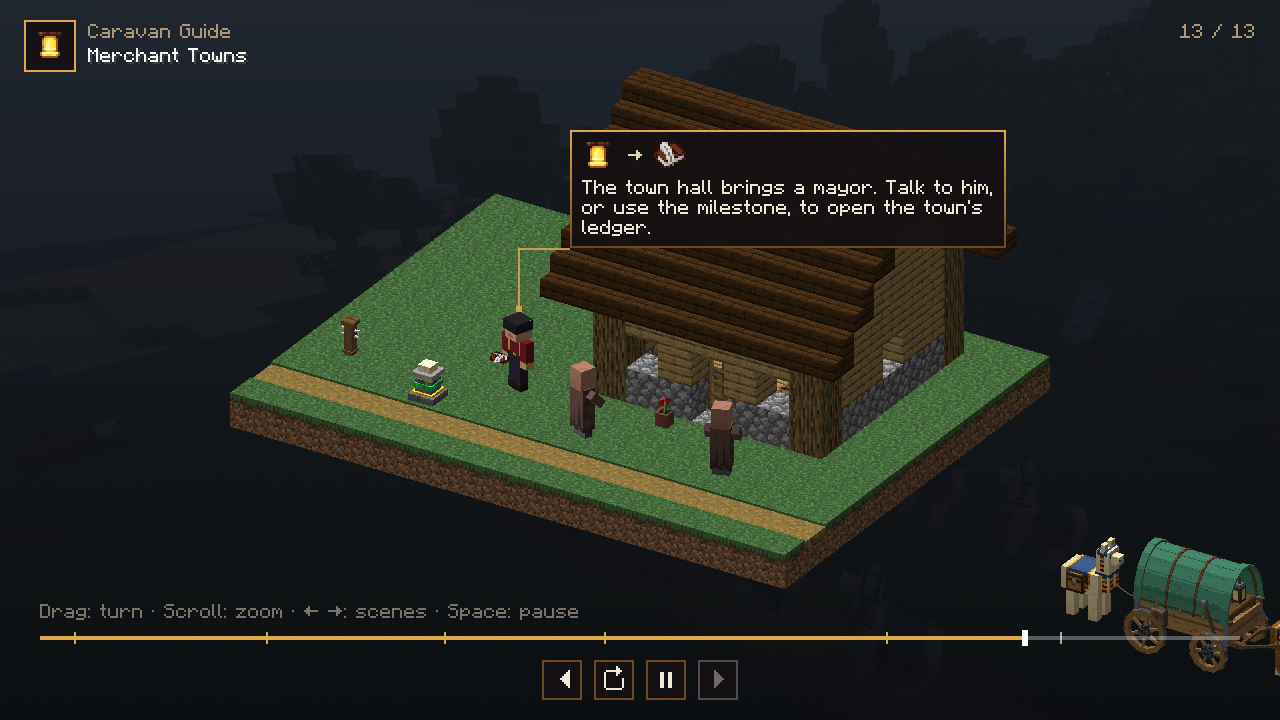 Caravan Guide
Merchant Towns
13 / 13
The town hall brings a mayor. Talk to him,
or use the milestone, to open the town's
ledger.
Drag: turn · Scroll: zoom · ← →: scenes · Space: pause